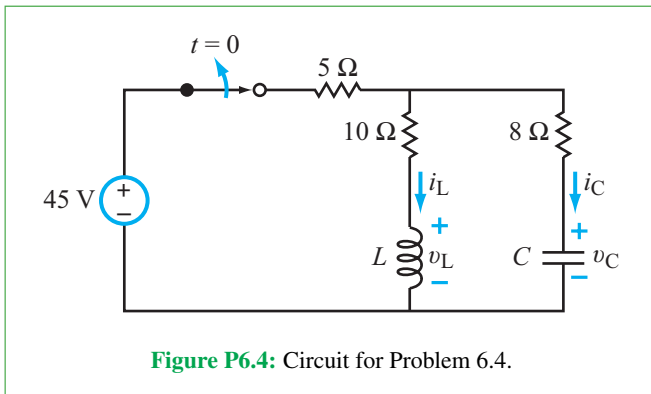 t = 0
5 Ω
10 Ω
8 Ω
iL
iC
45 V
+
−
+
−
L
vL
+
−
C
vC
Figure P6.4: Circuit for Problem 6.4.